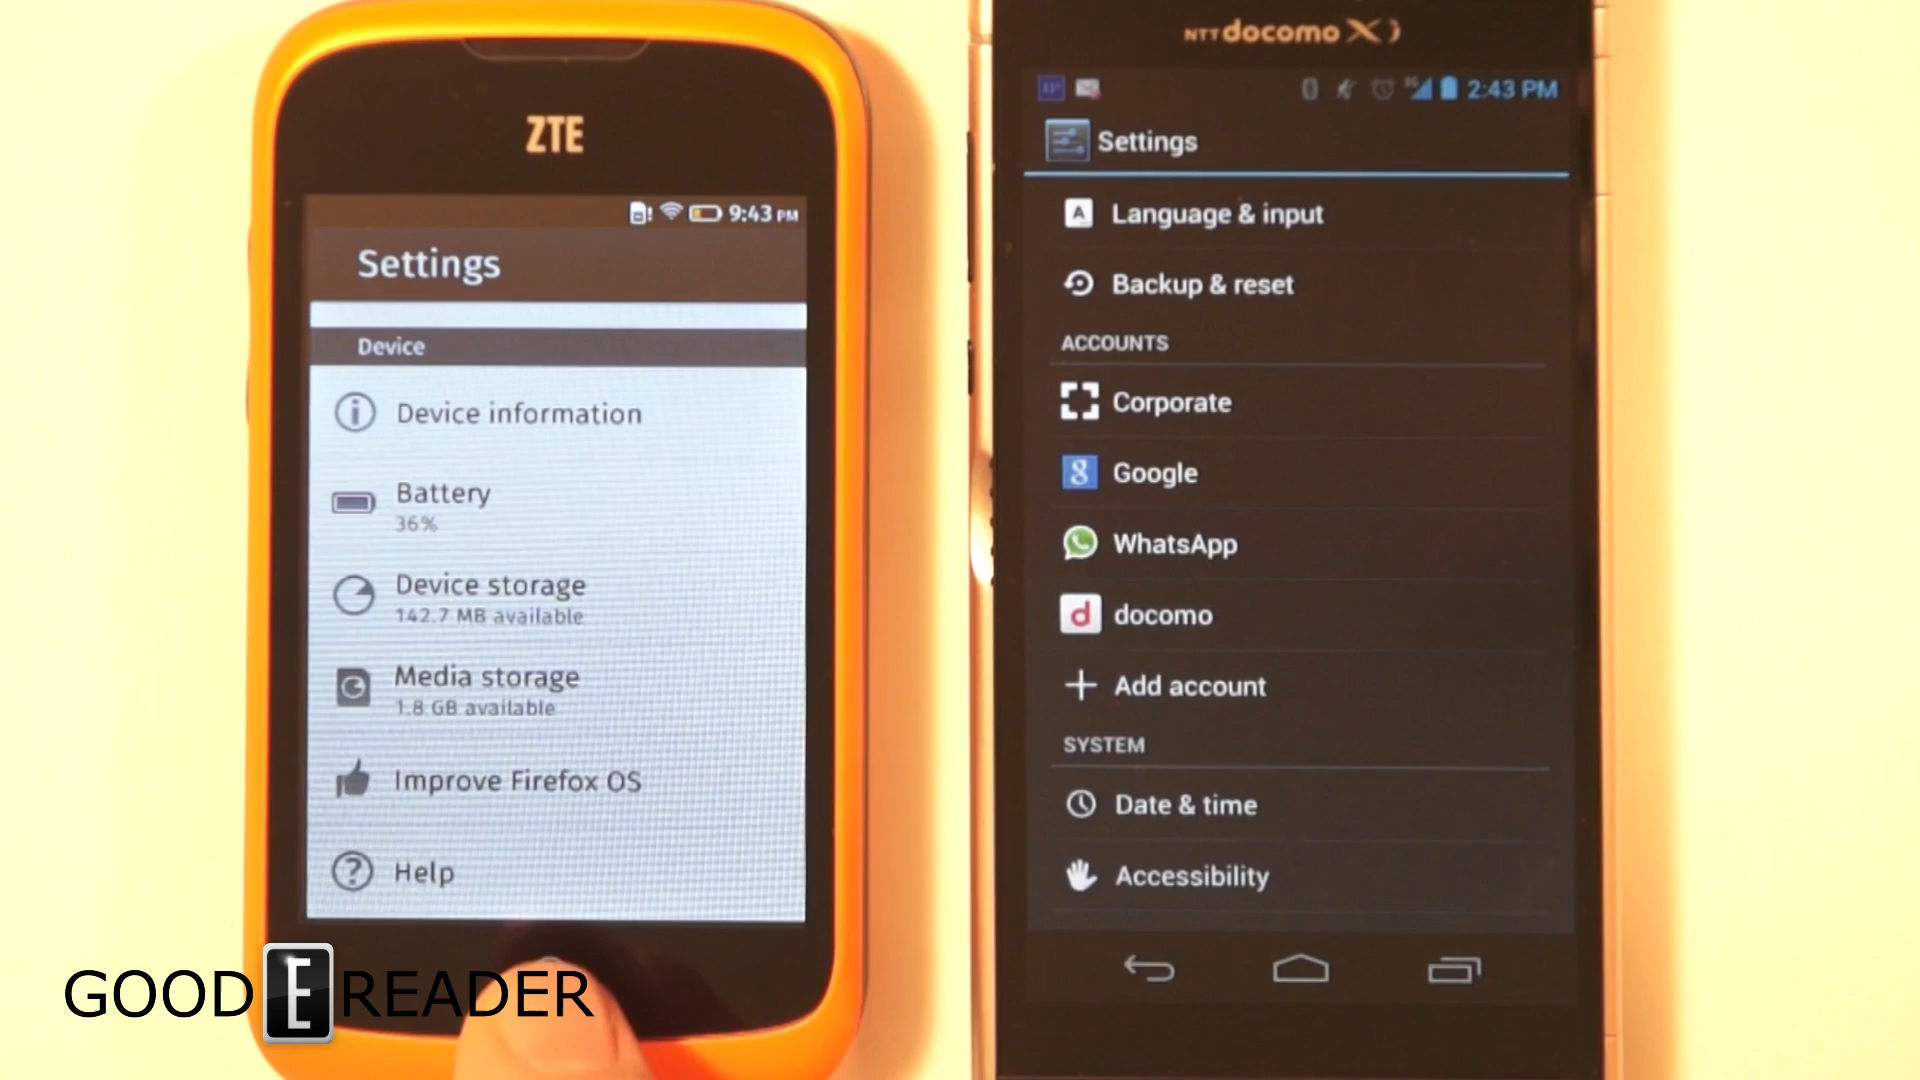 ZTE
9:43 PM
Settings
Device
Device information
Battery
36%
Device storage
142.7 MB available
Media storage
1.8 GB available
Improve Firefox OS
Help
NTT docomo Xi
2:43 PM
Settings
A Language & input
Backup & reset
ACCOUNTS
Corporate
8 Google
WhatsApp
d docomo
Add account
SYSTEM
Date & time
Accessibility
GOOD E READER